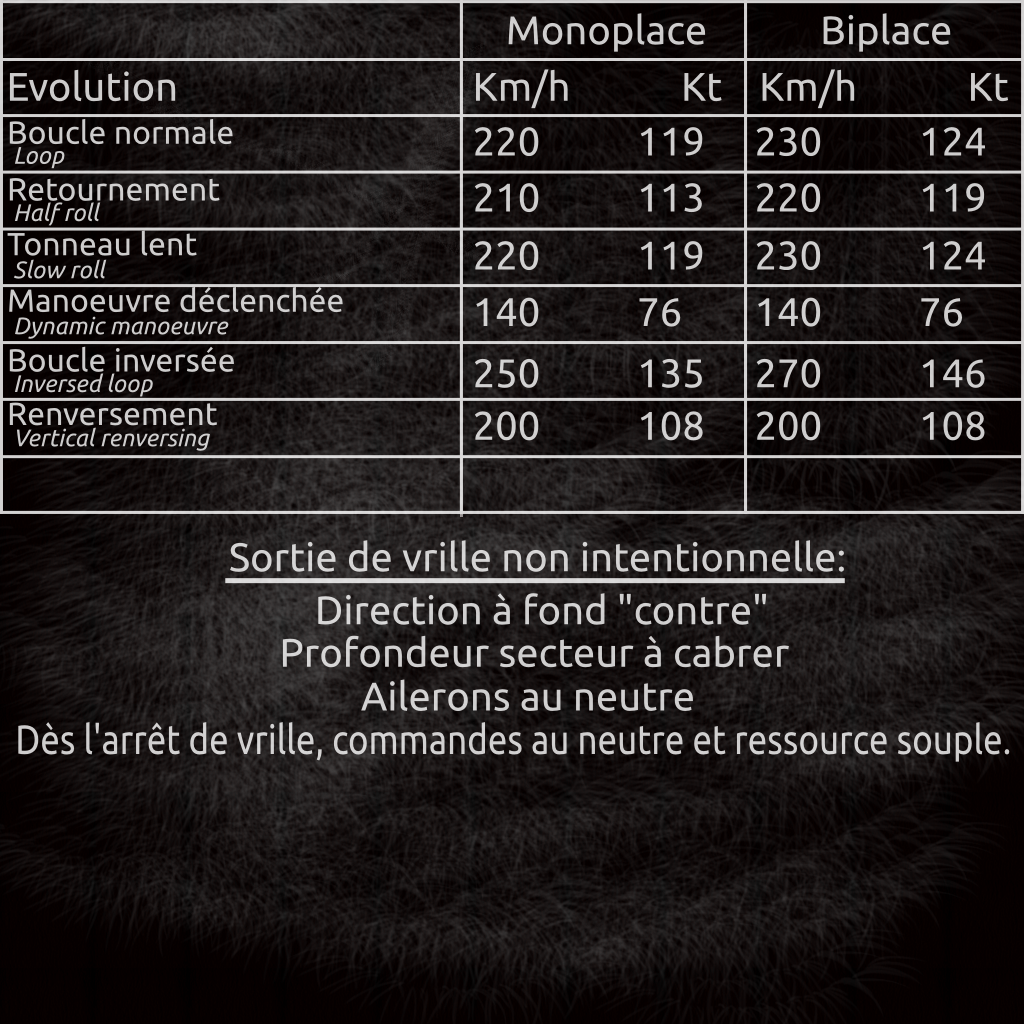 Monoplace Biplace
Evolution Km/h Kt Km/h Kt
Boucle normale 220 119 230 124
Loop
Retournement 210 113 220 119
Half roll
Tonneau lent 220 119 230 124
Slow roll
Manoeuvre déclenchée 140 76 140 76
Dynamic manoeuvre
Boucle inversée 250 135 270 146
Inversed loop
Renversement 200 108 200 108
Vertical renversing
Sortie de vrille non intentionnelle:
Direction à fond "contre"
Profondeur secteur à cabrer
Ailerons au neutre
Dès l'arrêt de vrille, commandes au neutre et ressource souple.